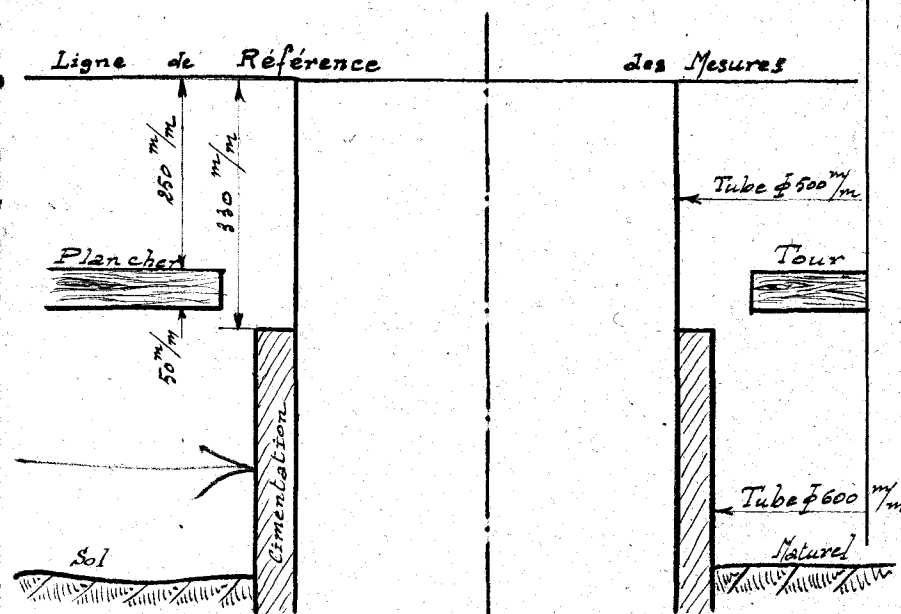 Ligne de Référence des Mesures
250 m/m
330 m/m
Tube ϕ 500 m/m
Plancher
Tour
50 m/m
Cimentation
Tube ϕ 600 m/m
Sol
Naturel